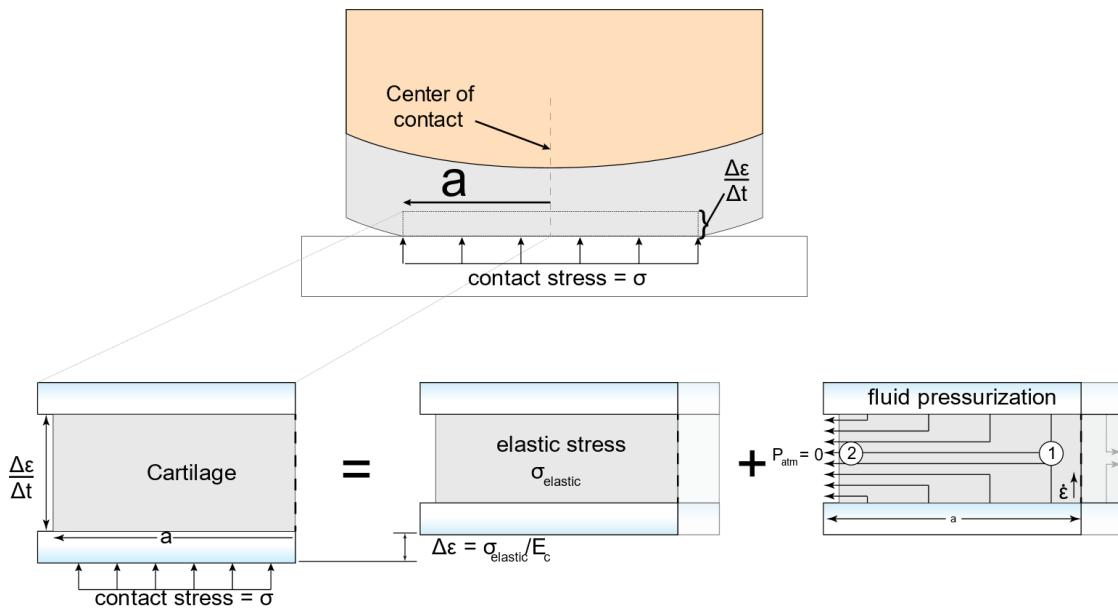 Center of
contact
a
Δε
Δt
contact stress = σ
Δε
Δt
Cartilage
a
contact stress = σ
=
elastic stress
σelastic
Δε = σelastic/Ec
+
fluid pressurization
Patm = 0
2
1
ε̇
a